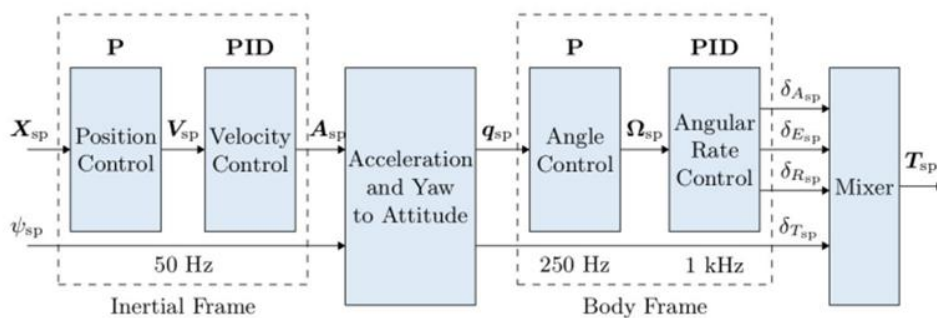 P
PID
P
PID
X_sp
Position
Control
V_sp
Velocity
Control
A_sp
Acceleration
and Yaw
to Attitude
q_sp
Angle
Control
Ω_sp
Angular
Rate
Control
δ_A_sp
δ_E_sp
δ_R_sp
δ_T_sp
Mixer
T_sp
ψ_sp
50 Hz
250 Hz
1 kHz
Inertial Frame
Body Frame